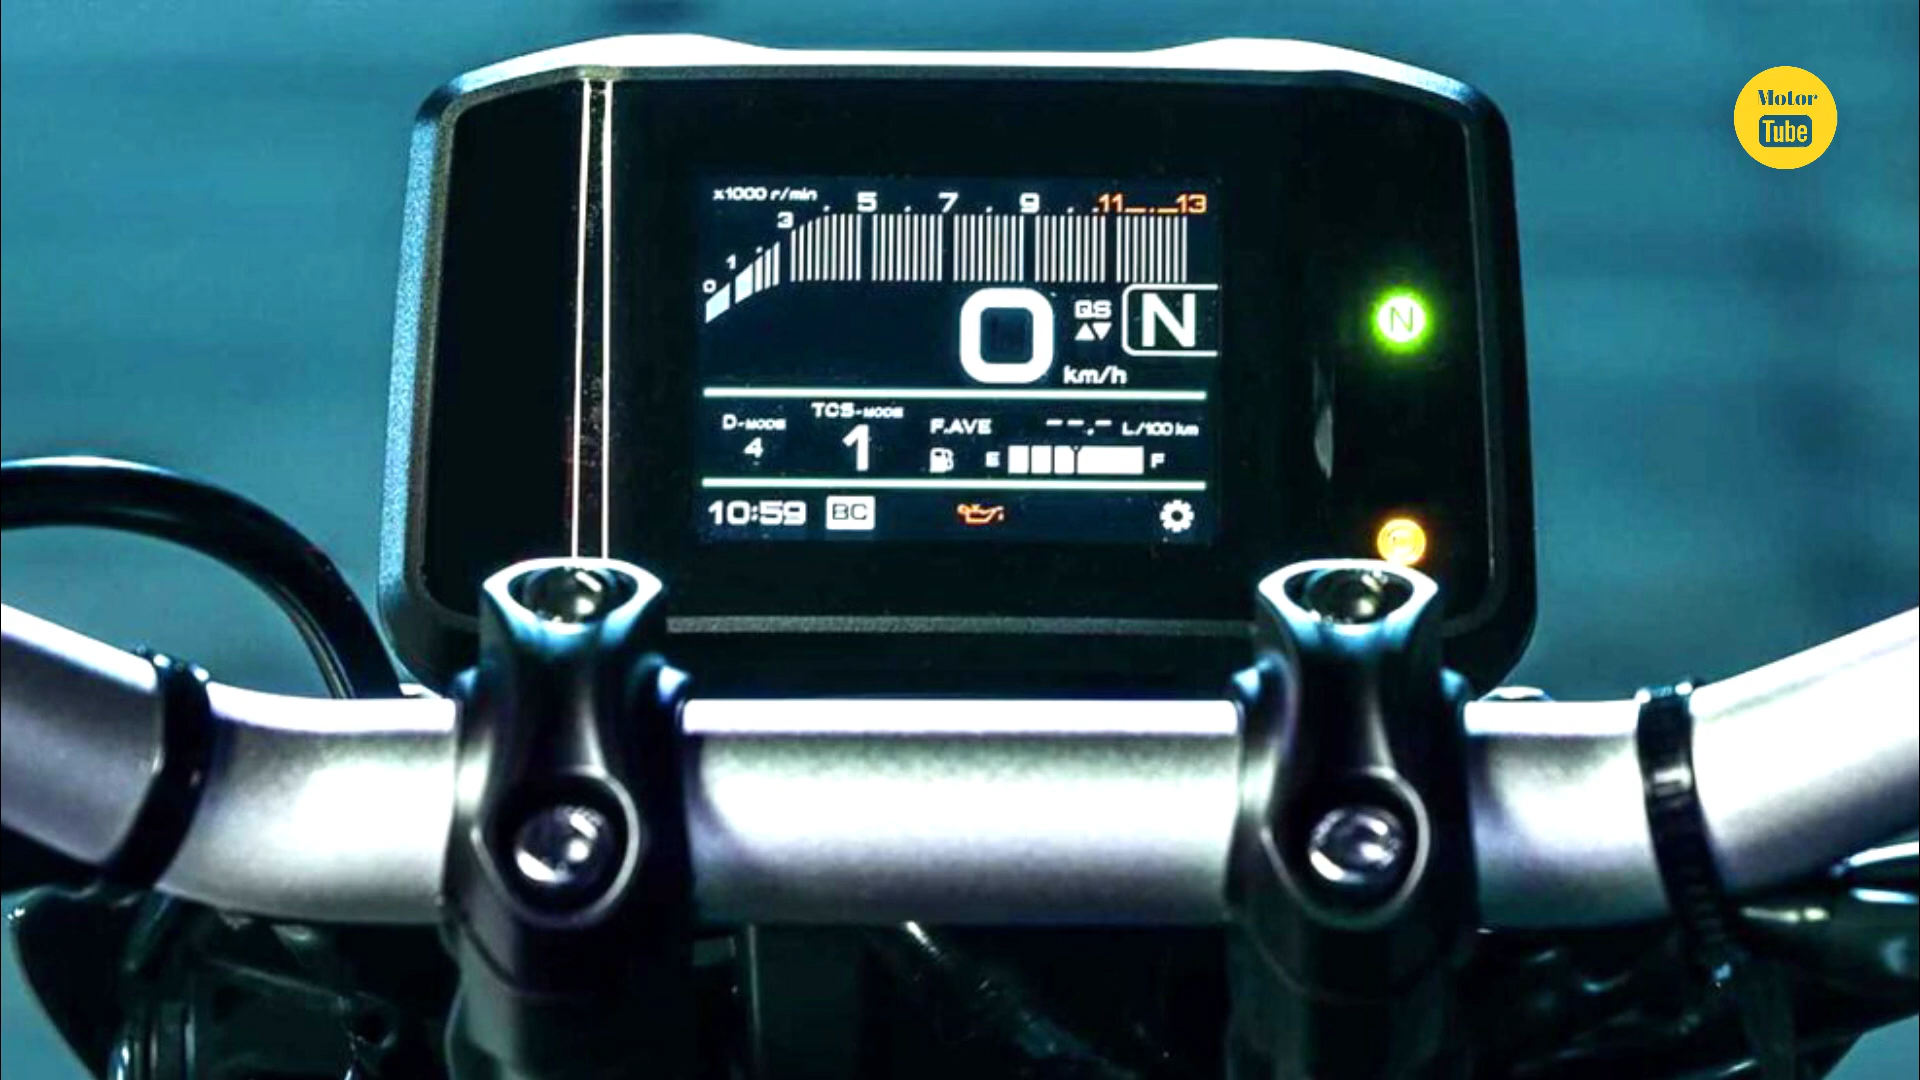 Motor
Tube
x1000 r/min
0 1 3 5 7 9 11 13
0 km/h
QS
N
N
D-MODE
4
TCS-MODE
1
F.AVE --.- L/100 km
E F
10:59 BC